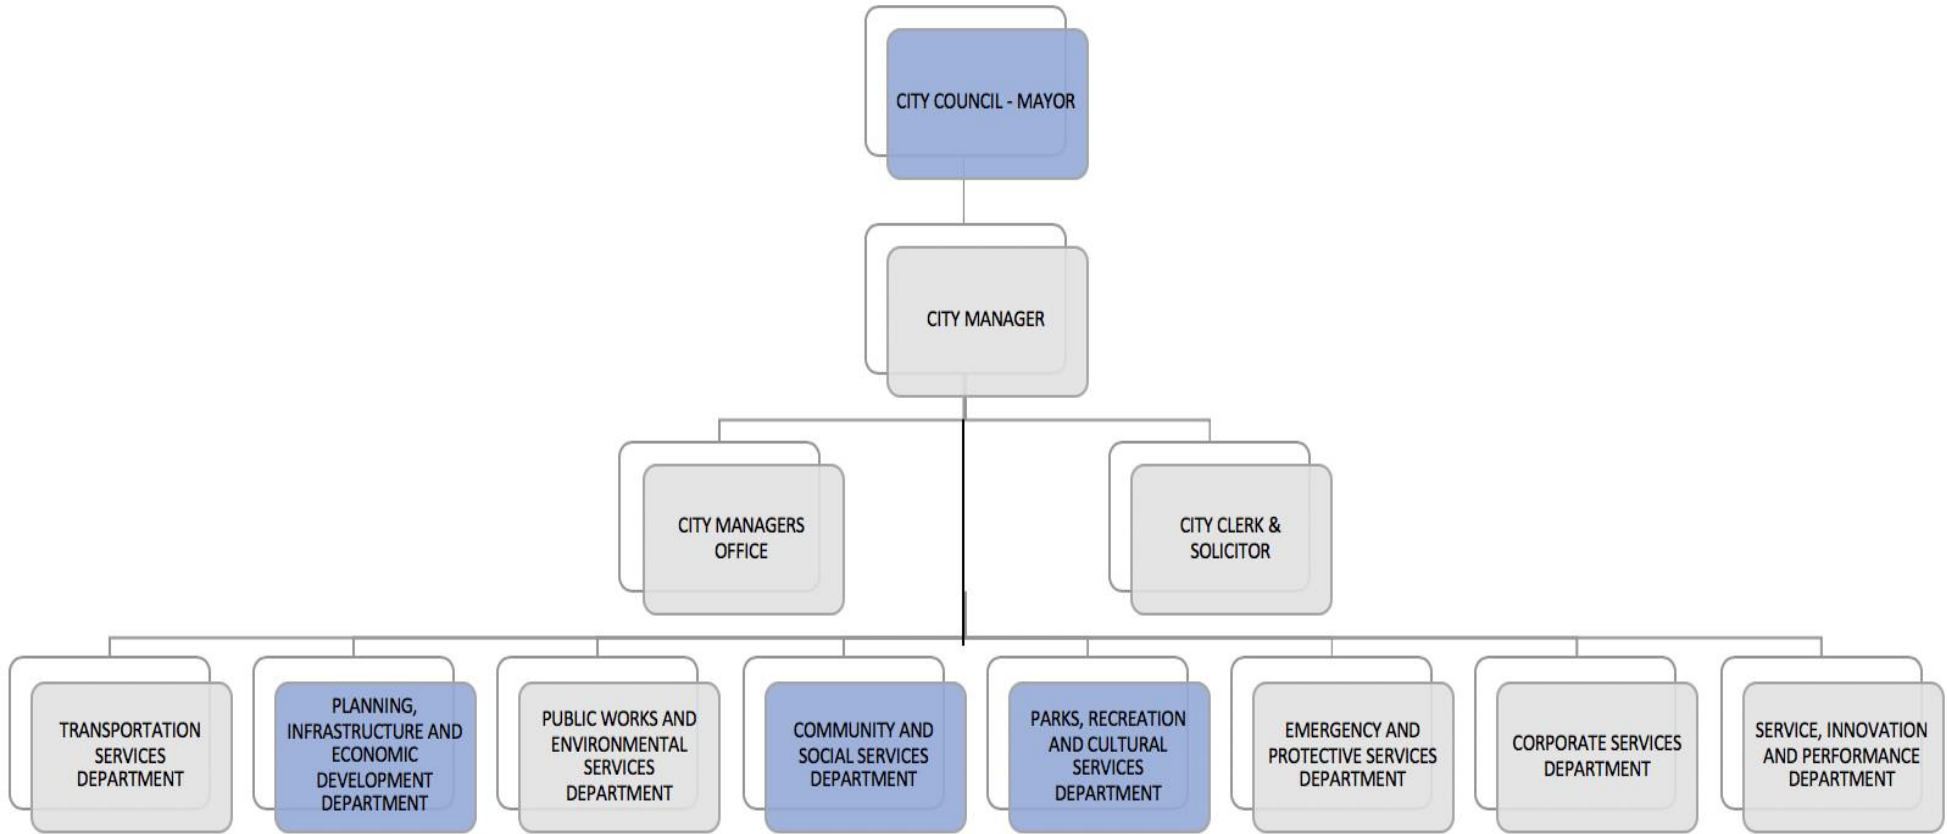 CITY COUNCIL - MAYOR
CITY MANAGER
CITY MANAGERS
OFFICE
CITY CLERK &
SOLICITOR
TRANSPORTATION
SERVICES
DEPARTMENT
PLANNING,
INFRASTRUCTURE AND
ECONOMIC
DEVELOPMENT
DEPARTMENT
PUBLIC WORKS AND
ENVIRONMENTAL
SERVICES
DEPARTMENT
COMMUNITY AND
SOCIAL SERVICES
DEPARTMENT
PARKS, RECREATION
AND CULTURAL
SERVICES
DEPARTMENT
EMERGENCY AND
PROTECTIVE SERVICES
DEPARTMENT
CORPORATE SERVICES
DEPARTMENT
SERVICE, INNOVATION
AND PERFORMANCE
DEPARTMENT